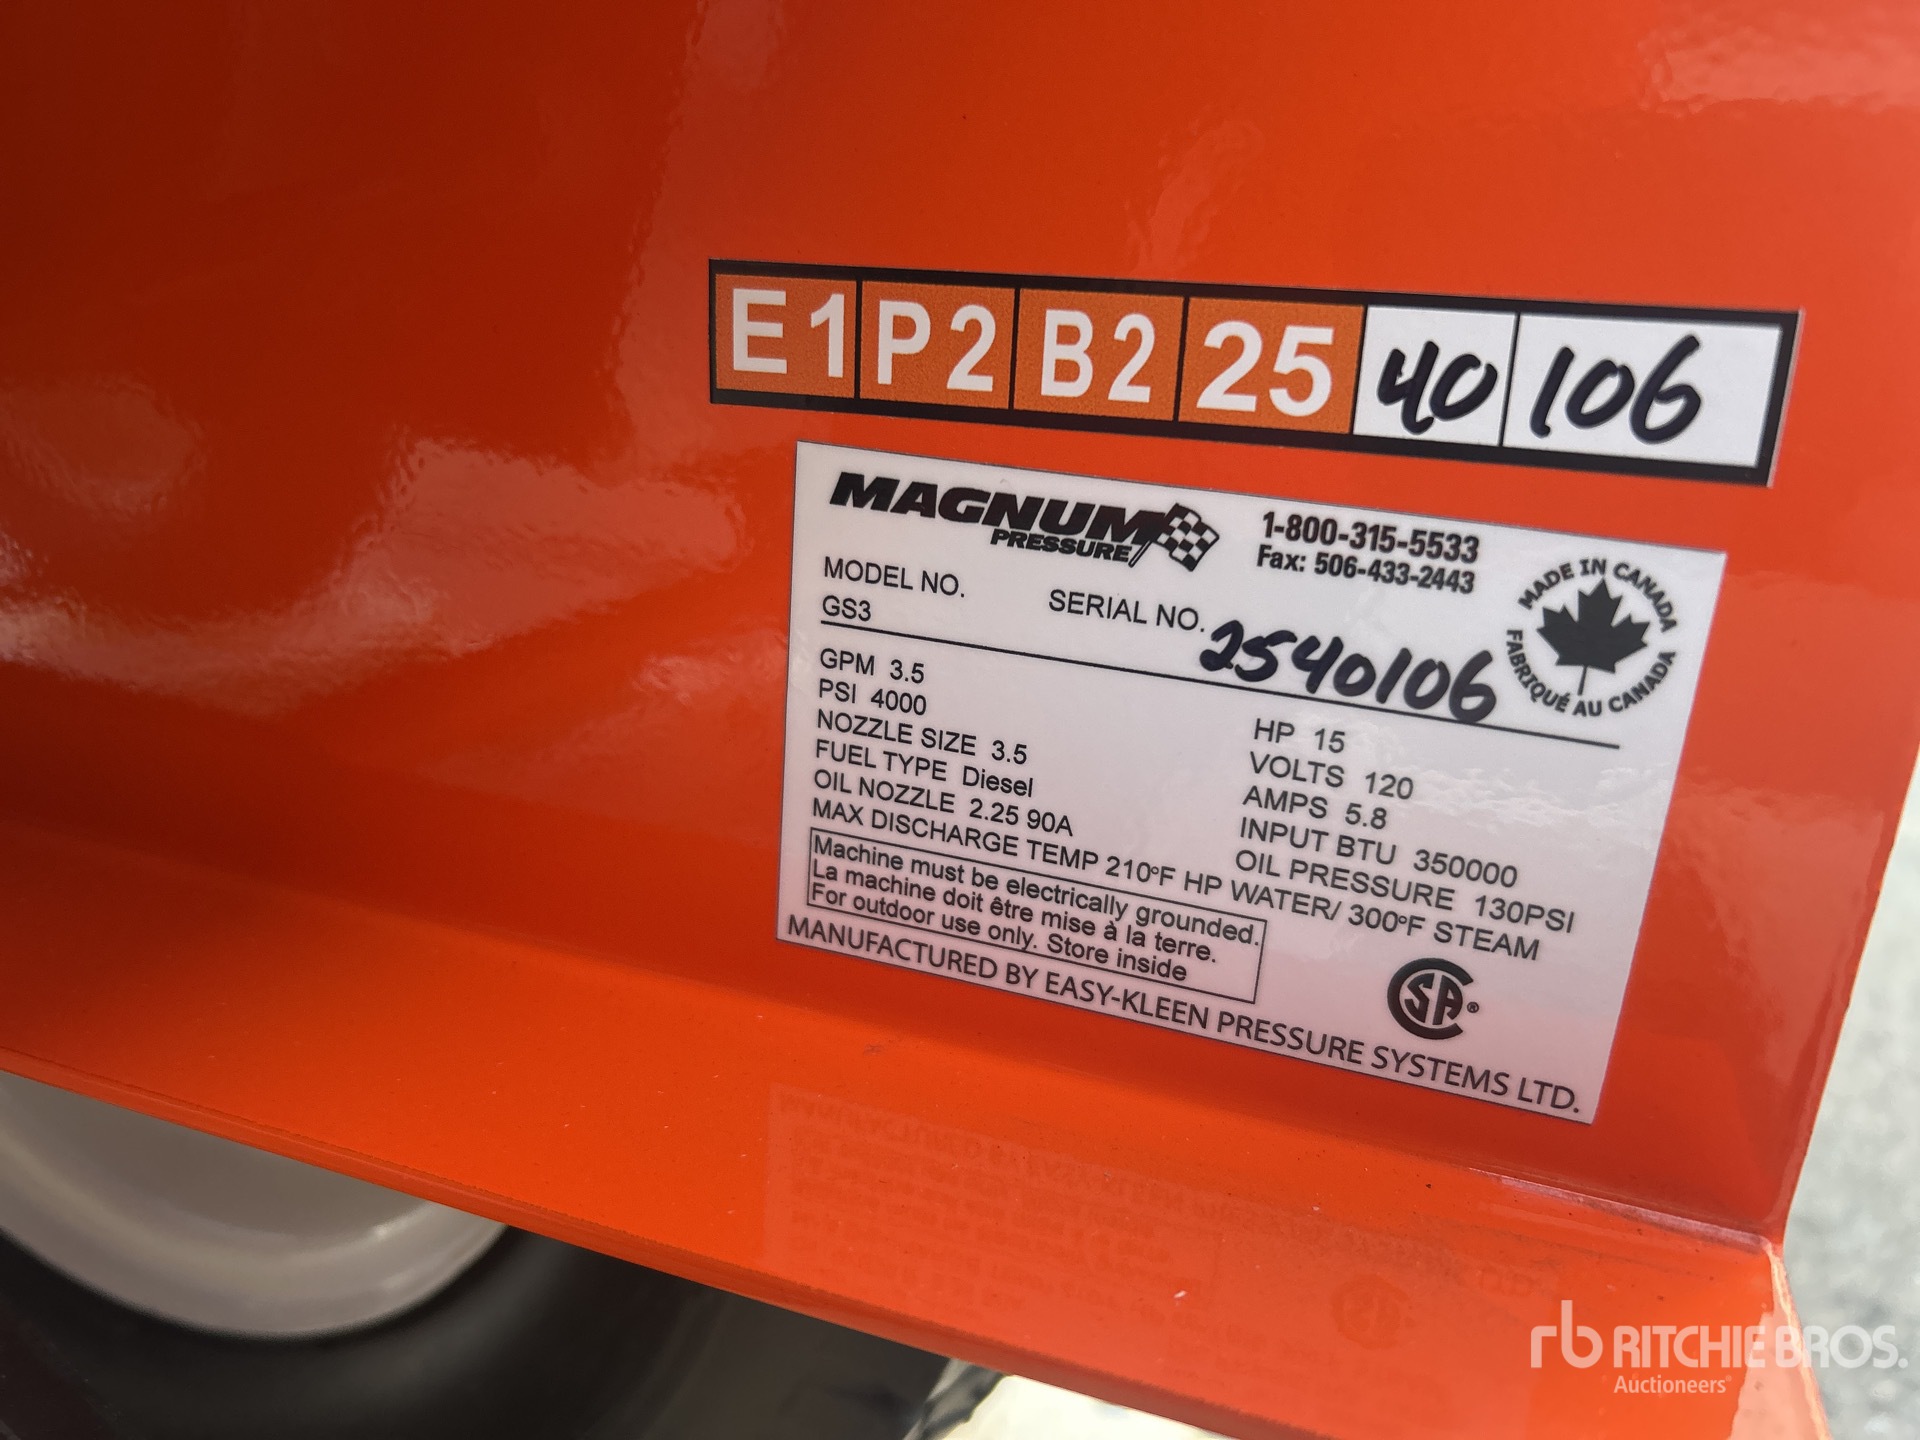 E1 P2 B2 25 40 106
MAGNUM
PRESSURE
1-800-315-5533
Fax: 506-433-2443
MADE IN CANADA
FABRIQUÉ AU CANADA
MODEL NO.
GS3
SERIAL NO. 2540106
GPM 3.5
PSI 4000
NOZZLE SIZE 3.5
FUEL TYPE Diesel
OIL NOZZLE 2.25 90A
HP 15
VOLTS 120
AMPS 5.8
INPUT BTU 350000
OIL PRESSURE 130PSI
MAX DISCHARGE TEMP 210°F HP WATER/ 300°F STEAM
Machine must be electrically grounded.
La machine doit être mise à la terre.
For outdoor use only. Store inside
CSA®
MANUFACTURED BY EASY-KLEEN PRESSURE SYSTEMS LTD.
rb RITCHIE BROS.
Auctioneers